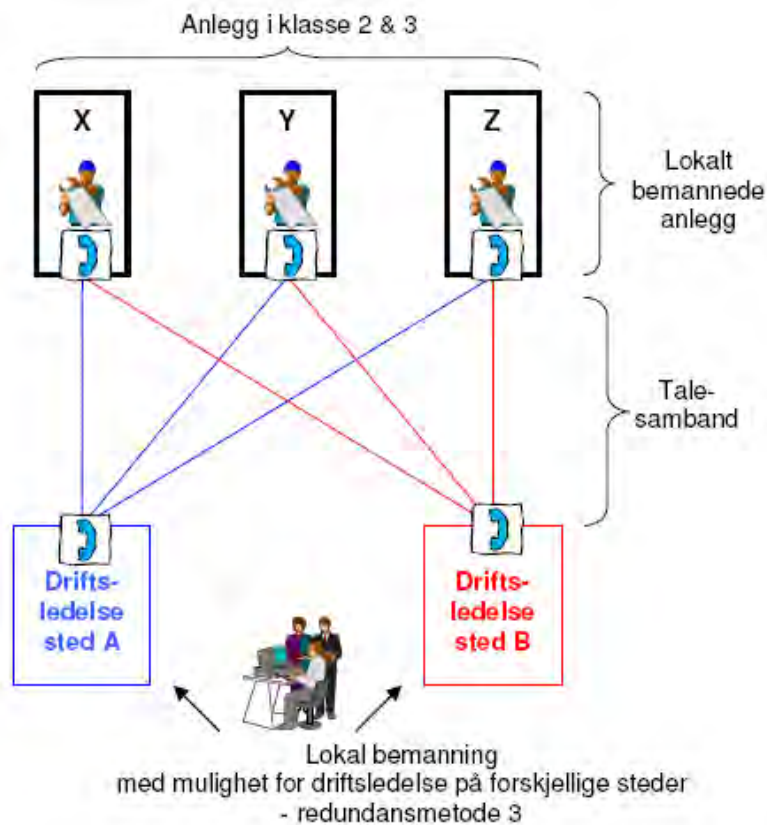 Anlegg i klasse 2 & 3
X
Y
Z
Lokalt
bemannede
anlegg
Tale-
samband
Drifts-
ledelse
sted A
Drifts-
ledelse
sted B
Lokal bemanning
med mulighet for driftsledelse på forskjellige steder
- redundansmetode 3